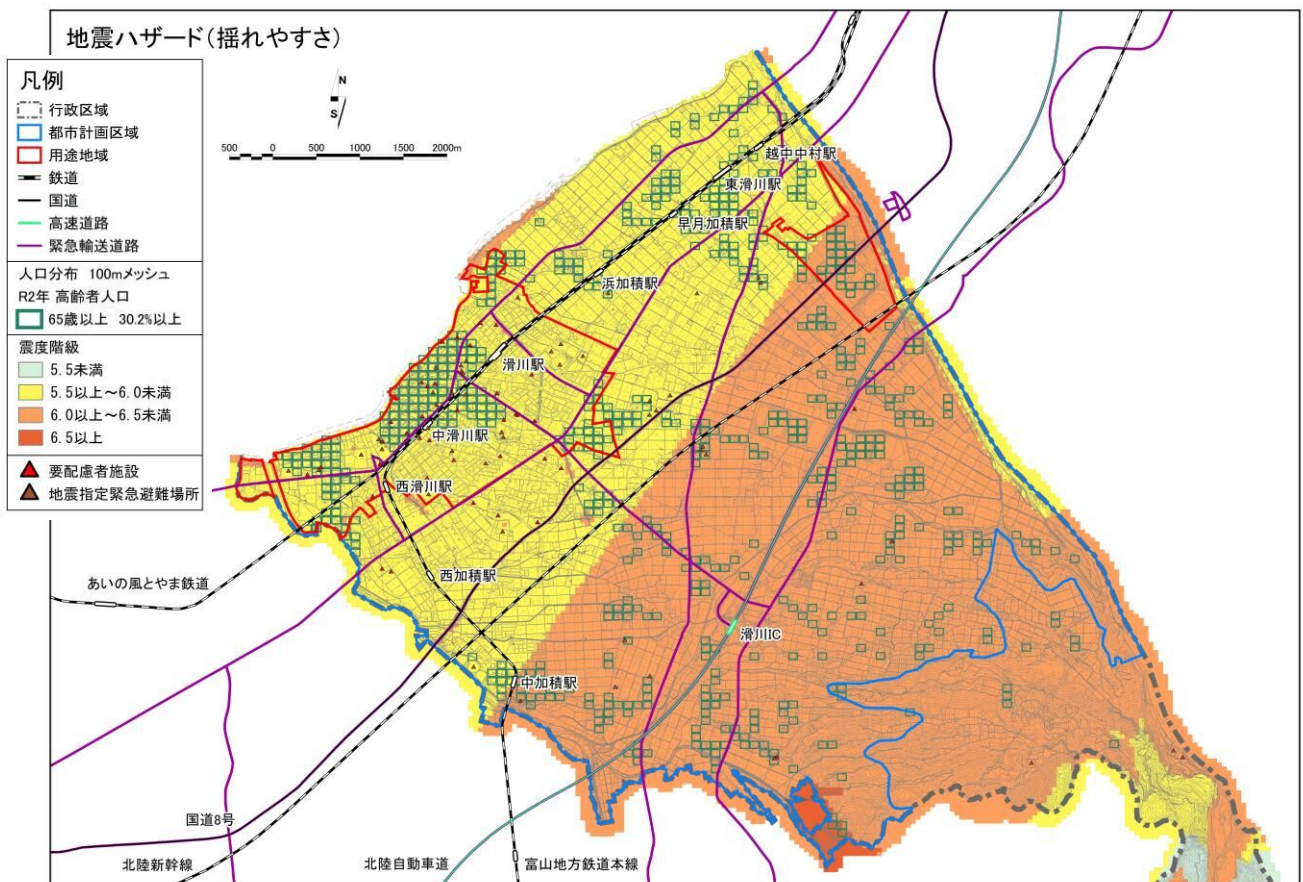 地震ハザード(揺れやすさ)
凡例
行政区域
都市計画区域
用途地域
鉄道
国道
高速道路
緊急輸送道路
人口分布 100mメッシュ
R2年 高齢者人口
65歳以上 30.2%以上
震度階級
5.5未満
5.5以上～6.0未満
6.0以上～6.5未満
6.5以上
要配慮者施設
地震指定緊急避難場所
N
S
500 0 500 1000 1500 2000m
越中中村駅
東滑川駅
早月加積駅
浜加積駅
滑川駅
中滑川駅
西滑川駅
西加積駅
あいの風とやま鉄道
滑川IC
中加積駅
国道8号
北陸新幹線
北陸自動車道
富山地方鉄道本線